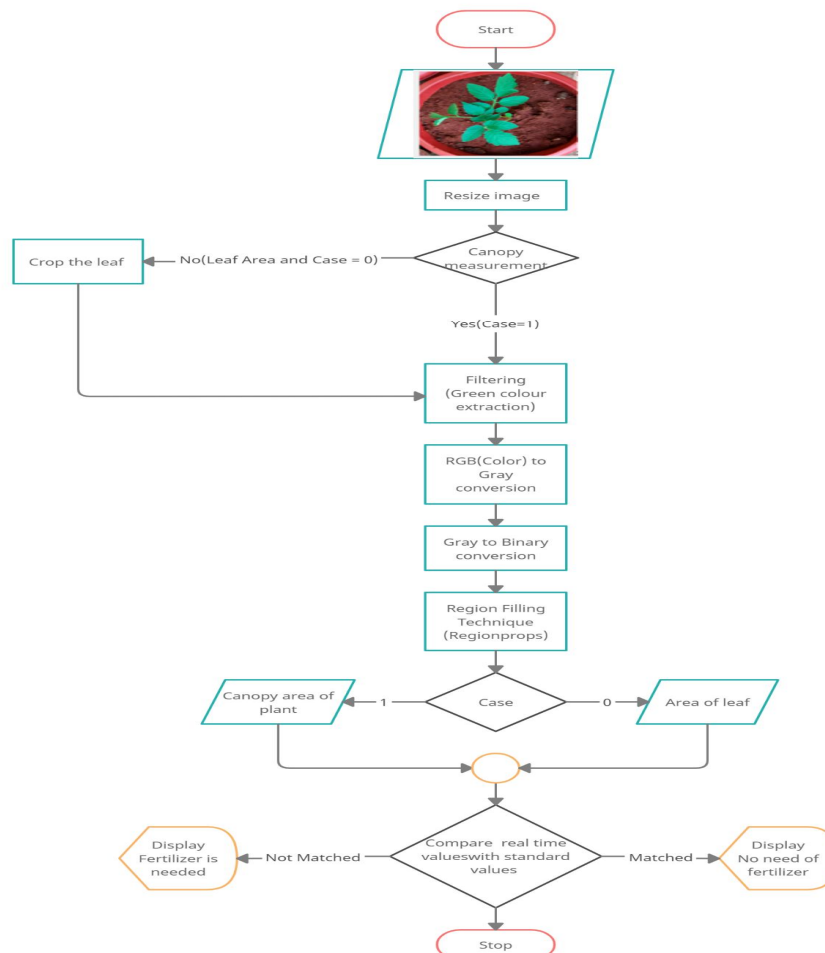 Start
Resize image
Canopy
measurement
No(Leaf Area and Case = 0)
Crop the leaf
Yes(Case=1)
Filtering
(Green colour
extraction)
RGB(Color) to
Gray
conversion
Gray to Binary
conversion
Region Filling
Technique
(Regionprops)
Case
1
0
Canopy area of
plant
Area of leaf
Compare real time
valueswith standard
values
Not Matched
Matched
Display
Fertilizer is
needed
Display
No need of
fertilizer
Stop